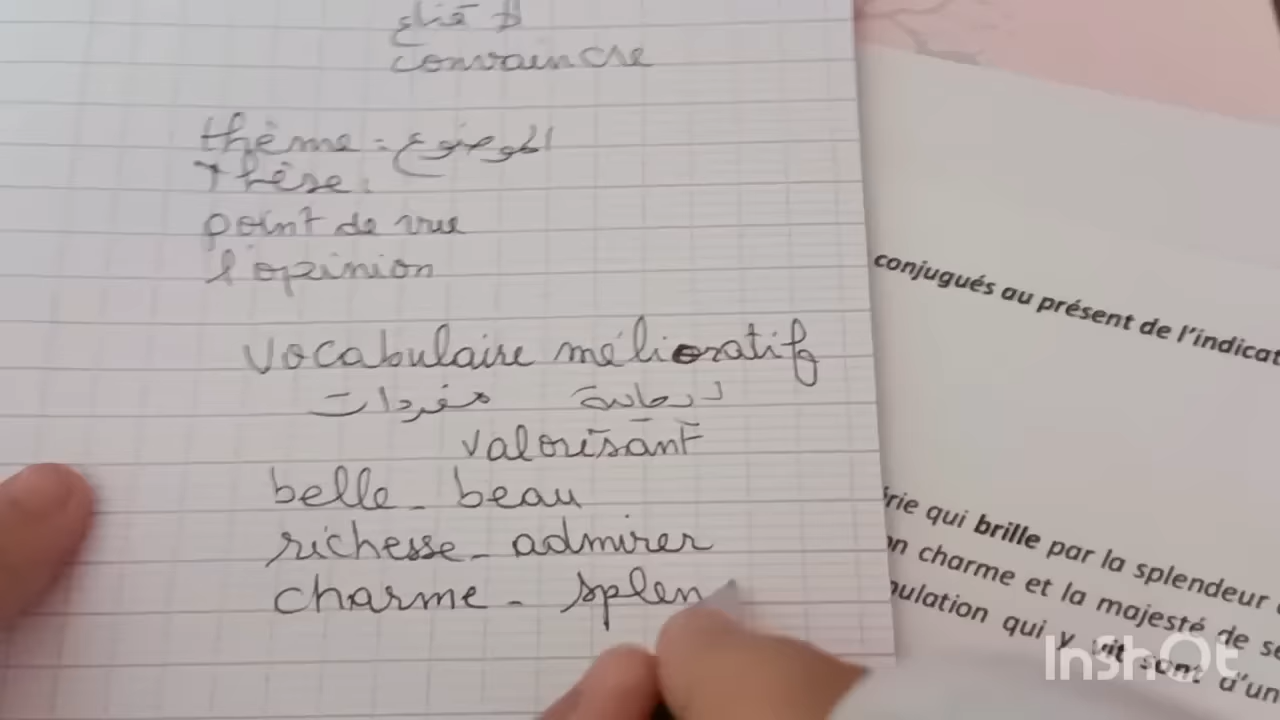 convaincre
thème : الموضوع
Thèse :
point de vue
l'opinion
vocabulaire mélioratif
مفردات
valorisant
belle - beau
richesse - admirer
charme - splen
conjugués au présent de l'indicat
rie qui brille par la splendeur
n charme et la majesté de se
ulation qui y vit sont d'un
InShOt